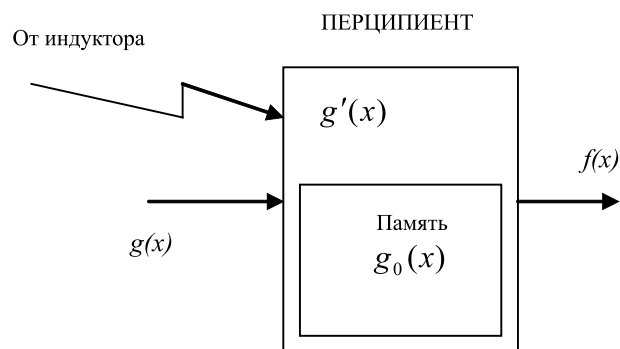 ПЕРЦИПИЕНТ
От индуктора
g′(x)
f(x)
g(x)
Память
g₀(x)